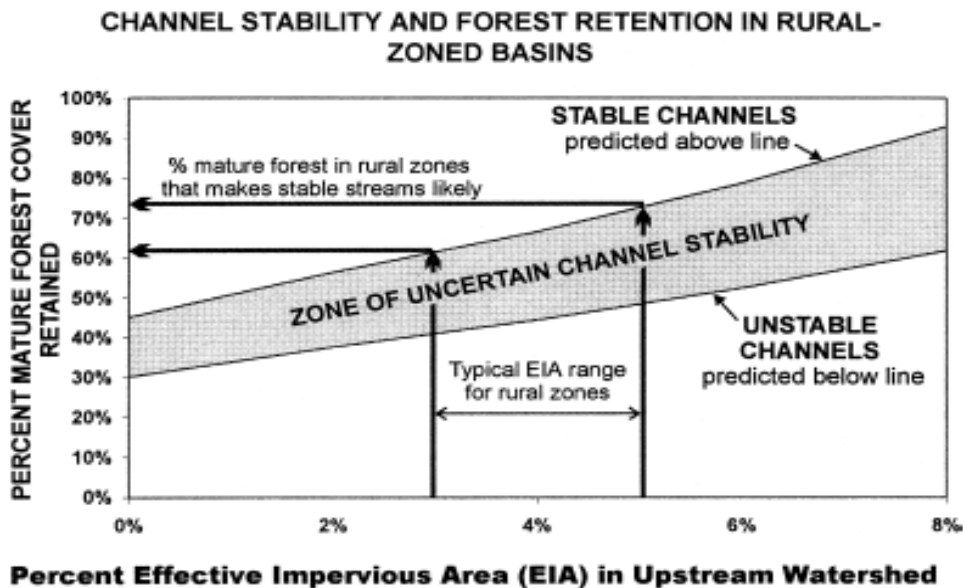 CHANNEL STABILITY AND FOREST RETENTION IN RURAL-
ZONED BASINS
PERCENT MATURE FOREST COVER
RETAINED
100%
90%
80%
70%
60%
50%
40%
30%
20%
10%
0%
STABLE CHANNELS
predicted above line
% mature forest in rural zones
that makes stable streams likely
ZONE OF UNCERTAIN CHANNEL STABILITY
UNSTABLE
CHANNELS
predicted below line
Typical EIA range
for rural zones
0%
2%
4%
6%
8%
Percent Effective Impervious Area (EIA) in Upstream Watershed